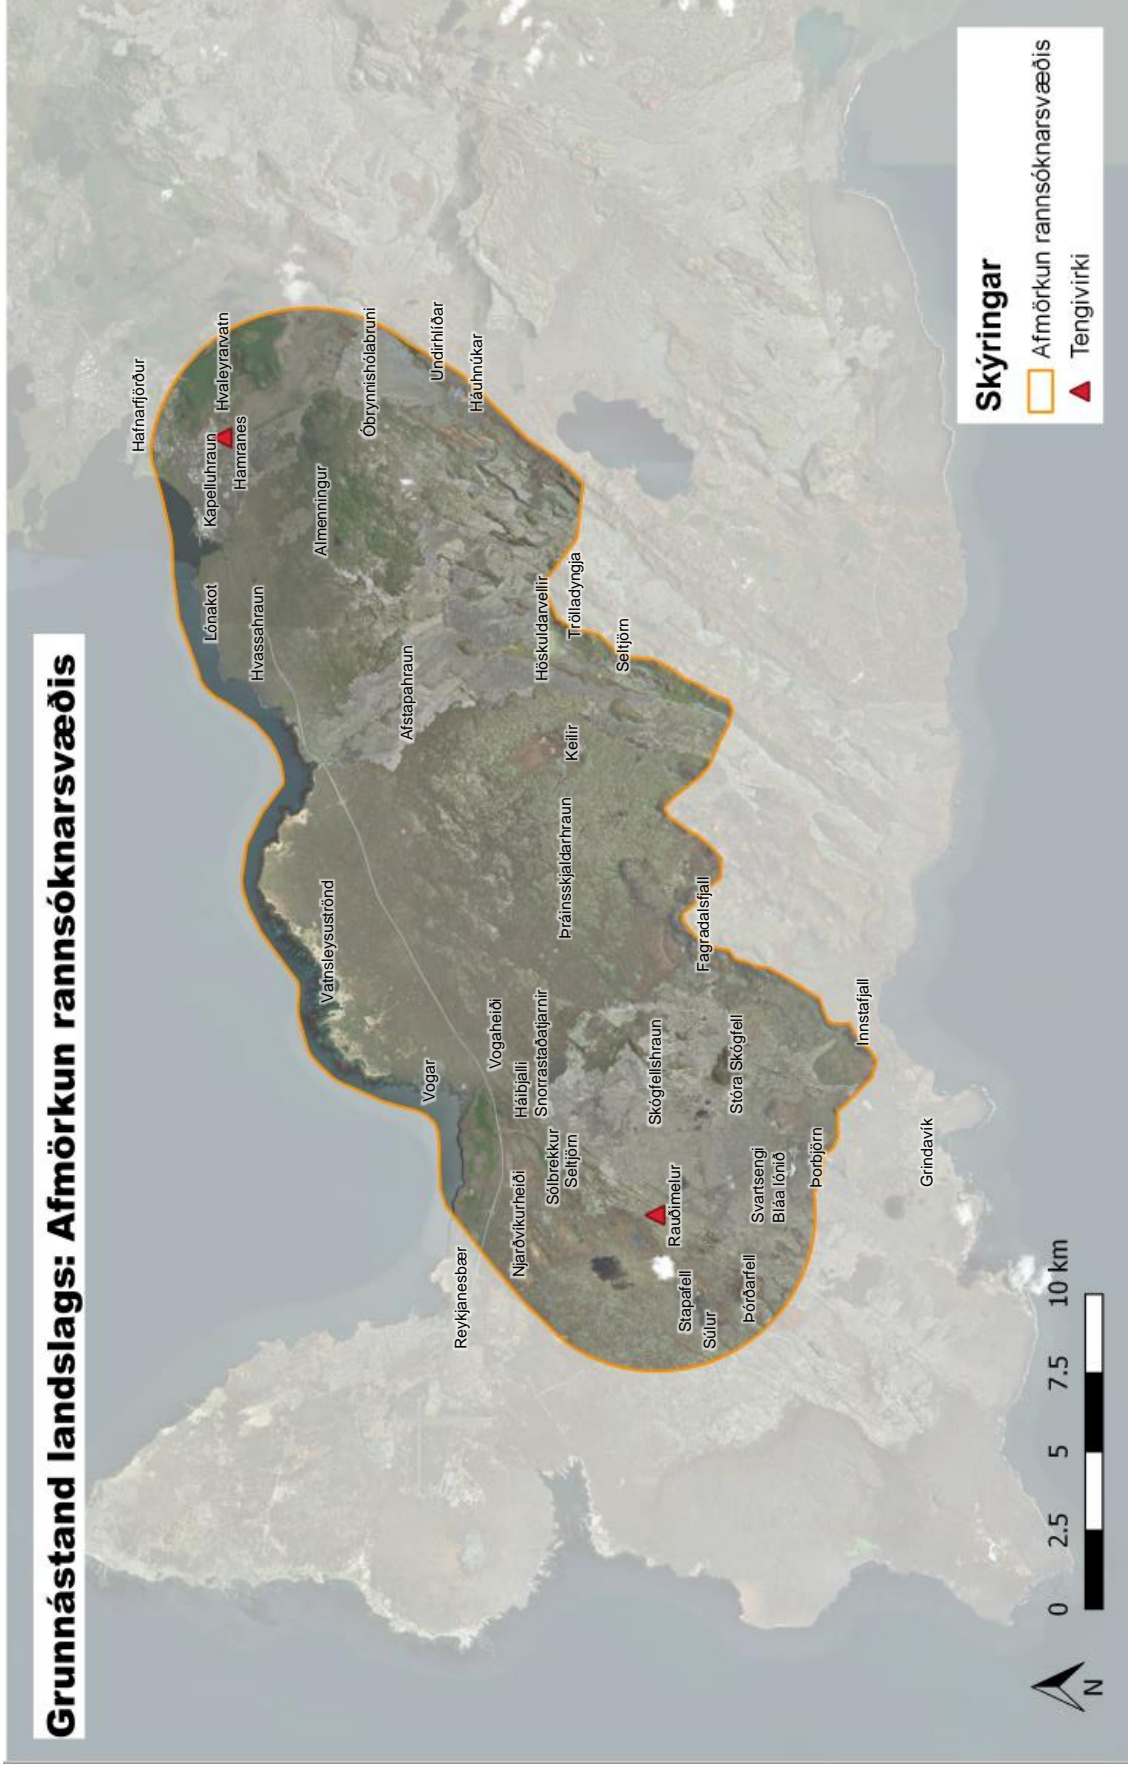 Grunnástand landslags: Afmörkun rannsóknarsvæðis
Hafnarfjörður
Kapelluhraun
Hvaleyrarvatn
Hamranes
Lónakot
Hvassahraun
Almenningur
Óbrynnishólabruni
Undirhlíðar
Háuhnúkar
Afstapahraun
Vatnsleysuströnd
Höskuldarvellir
Trölladyngja
Seltjörn
Keilir
Þráinsskjaldarhraun
Vogar
Vogaheiði
Háibjalli
Snorrastaðatjarnir
Reykjanesbær
Njarðvíkurheiði
Sólbrekkur
Seltjörn
Fagradalsfjall
Skógfellshraun
Rauðimelur
Stapafell
Súlur
Stóra Skógfell
Svartsengi
Bláa lónið
Þórðarfell
Þorbjörn
Innstafjall
Grindavík
Skýringar
Afmörkun rannsóknarsvæðis
Tengivirki
0 2.5 5 7.5 10 km
N